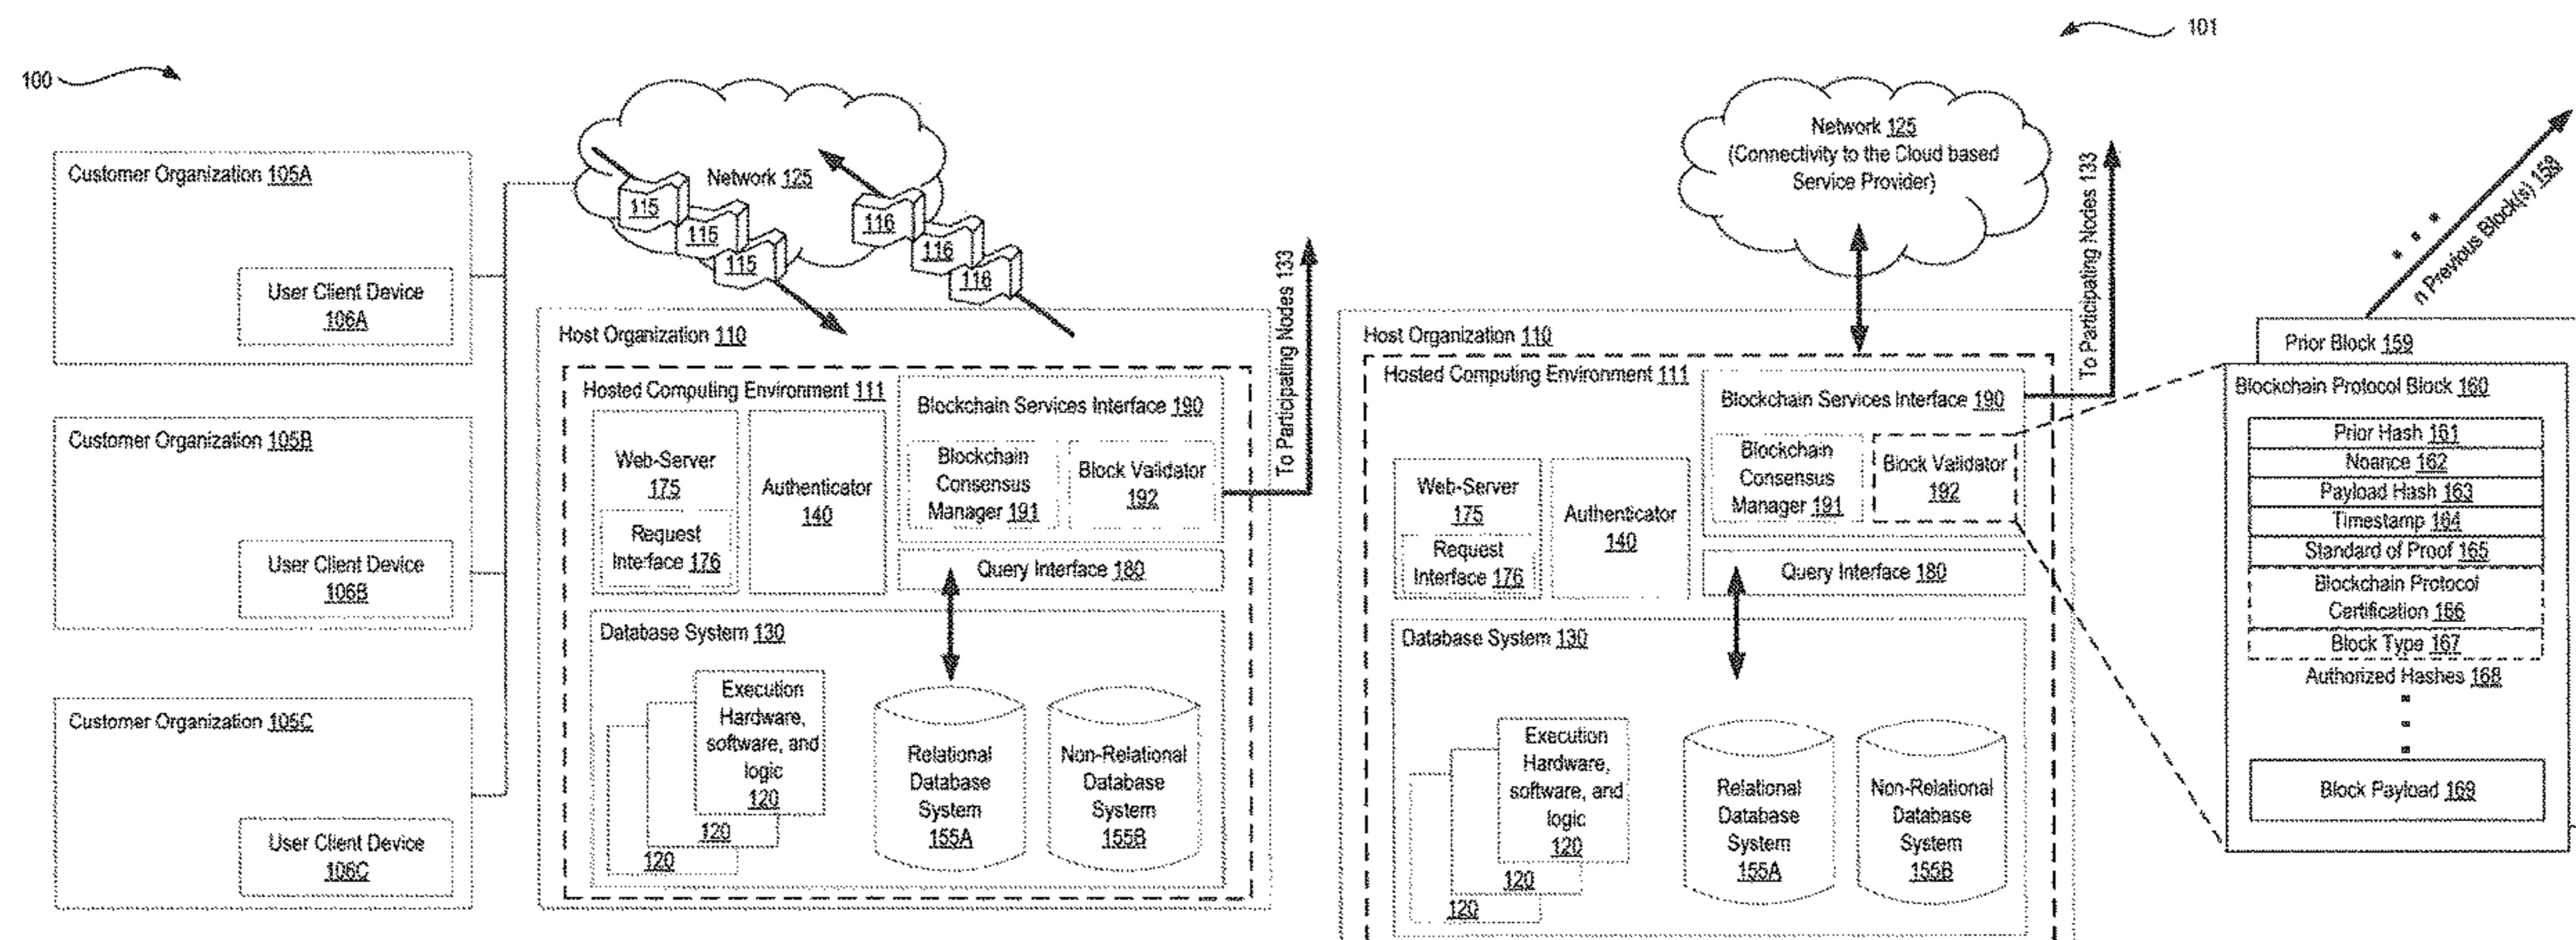 100
Customer Organization 105A
User Client Device
106A
Customer Organization 105B
User Client Device
106B
Customer Organization 105C
User Client Device
106C
Network 125
115
115
115
116
116
116
To Participating Nodes 133
Host Organization 110
Hosted Computing Environment 111
Web-Server
175
Request
Interface 176
Authenticator
140
Blockchain Services Interface 190
Blockchain
Consensus
Manager 191
Block Validator
192
Query Interface 180
Database System 130
Execution
Hardware,
software, and
logic
120
120
120
Relational
Database
System
155A
Non-Relational
Database
System
155B
101
Network 125
(Connectivity to the Cloud based
Service Provider)
To Participating Nodes 133
Host Organization 110
Hosted Computing Environment 111
Web-Server
175
Request
Interface 176
Authenticator
140
Blockchain Services Interface 190
Blockchain
Consensus
Manager 191
Block Validator
192
Query Interface 180
Database System 130
Execution
Hardware,
software, and
logic
120
120
120
Relational
Database
System
155A
Non-Relational
Database
System
155B
n Previous Block(s)
Prior Block 159
Blockchain Protocol Block 160
Prior Hash 161
Noance 162
Payload Hash 163
Timestamp 164
Standard of Proof 165
Blockchain Protocol
Certification 166
Block Type 167
Authorized Hashes 168
Block Payload 169